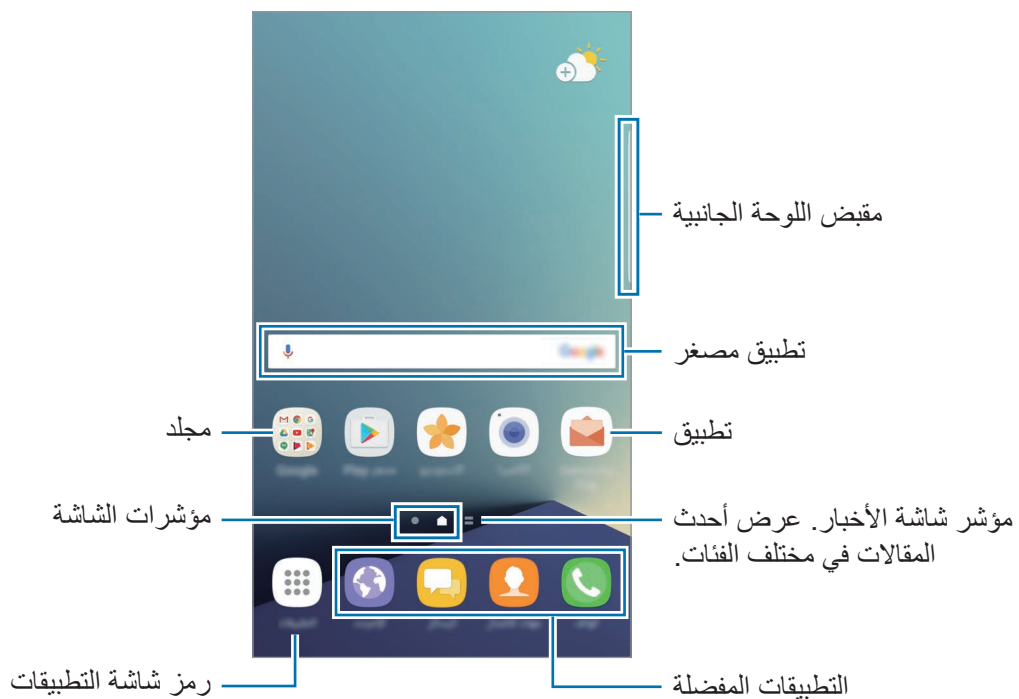 مقبض اللوحة الجانبية
تطبيق مصغر
Google
تطبيق
مجلد
Google
مؤشر شاشة الأخبار. عرض أحدث
المقالات في مختلف الفئات.
مؤشرات الشاشة
التطبيقات المفضلة
رمز شاشة التطبيقات